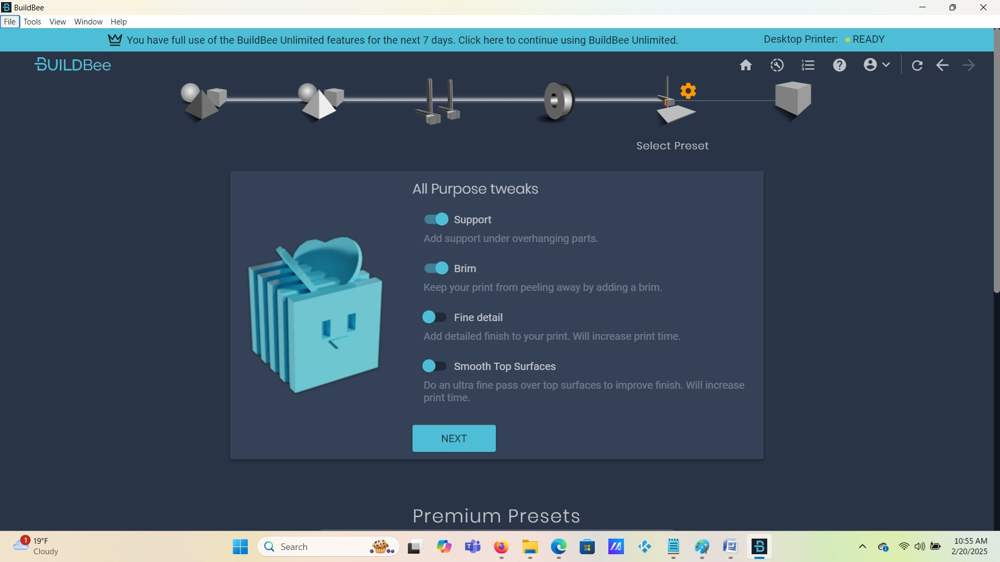 BuildBee
File Tools View Window Help
You have full use of the BuildBee Unlimited features for the next 7 days. Click here to continue using BuildBee Unlimited.
Desktop Printer: READY
BUILDBee
Select Preset
All Purpose tweaks
Support
Add support under overhanging parts.
Brim
Keep your print from peeling away by adding a brim.
Fine detail
Add detailed finish to your print. Will increase print time.
Smooth Top Surfaces
Do an ultra fine pass over top surfaces to improve finish. Will increase
print time.
NEXT
Premium Presets
1
19°F
Cloudy
Search
10:55 AM
2/20/2025